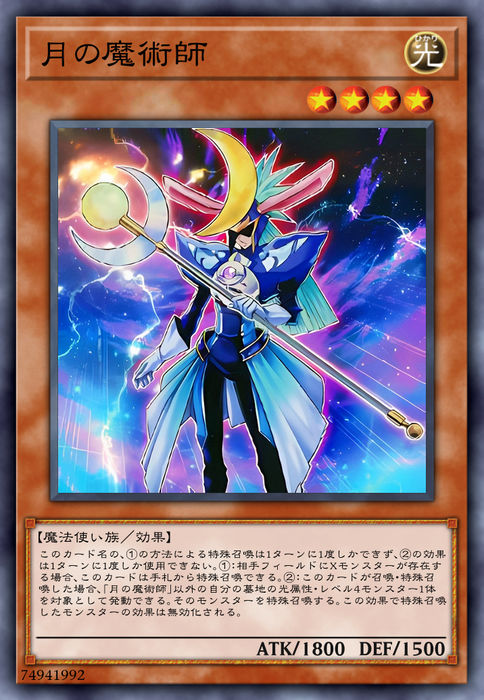 月の魔術師
ひかり
光
【魔法使い族／効果】
このカード名の、①の方法による特殊召喚は1ターンに1度しかできず、②の効果
は1ターンに1度しか使用できない。①：相手フィールドにXモンスターが存在す
る場合、このカードは手札から特殊召喚できる。②：このカードが召喚・特殊召
喚した場合、「月の魔術師」以外の自分の墓地の光属性・レベル4モンスター1体
を対象として発動できる。そのモンスターを特殊召喚する。この効果で特殊召喚
したモンスターの効果は無効化される。
ATK/1800 DEF/1500
74941992